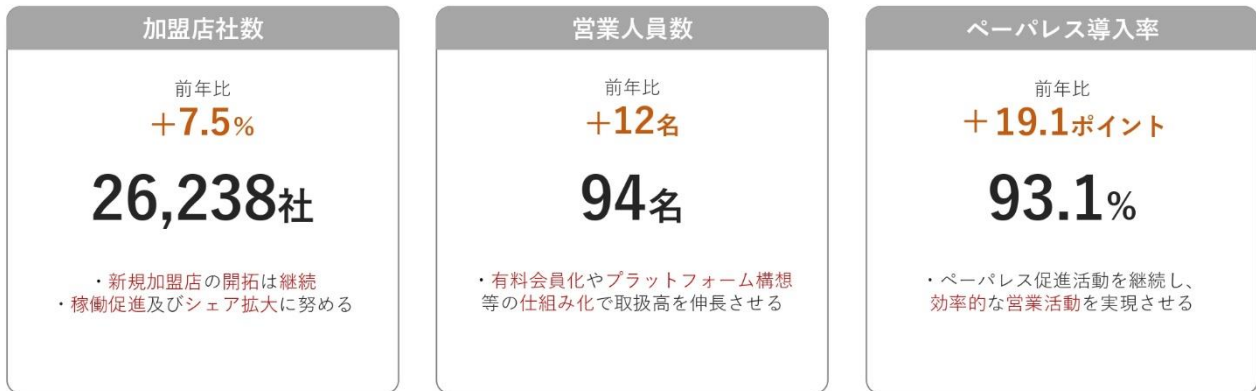 加盟店社数
前年比
+7.5%
26,238社
・新規加盟店の開拓は継続
・稼働促進及びシェア拡大に努める
営業人員数
前年比
+12名
94名
・有料会員化やプラットフォーム構想
等の仕組み化で取扱高を伸長させる
ペーパレス導入率
前年比
+19.1ポイント
93.1%
・ペーパレス促進活動を継続し、
効率的な営業活動を実現させる